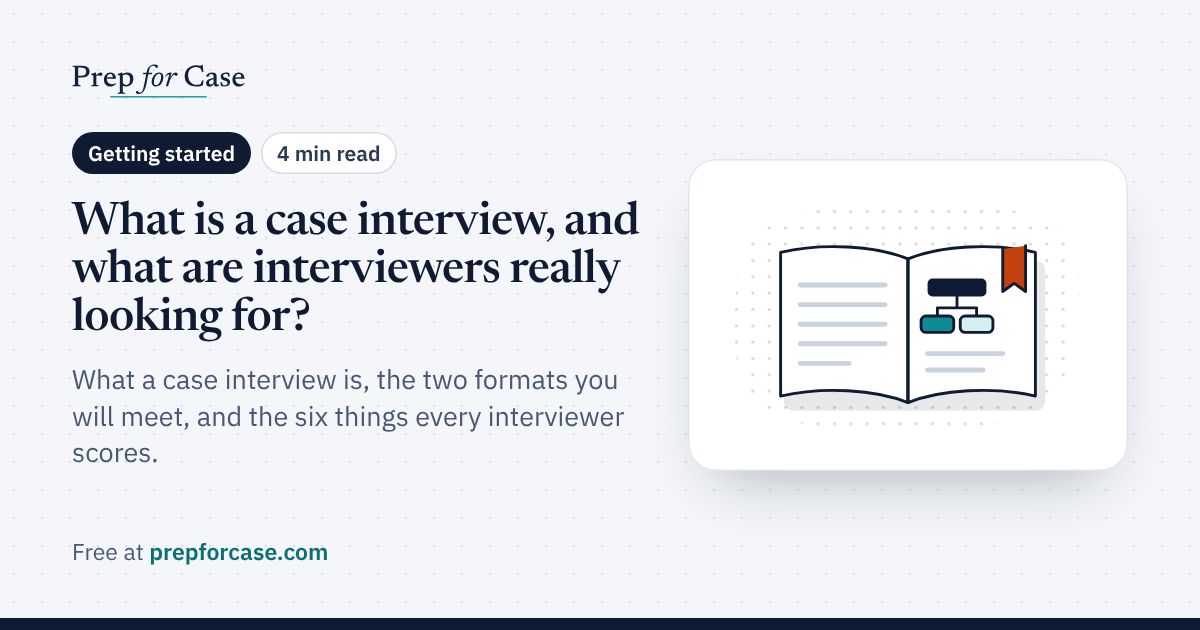 Prep for Case
Getting started
4 min read
What is a case interview, and
what are interviewers really
looking for?
What a case interview is, the two formats you
will meet, and the six things every interviewer
scores.
Free at prepforcase.com